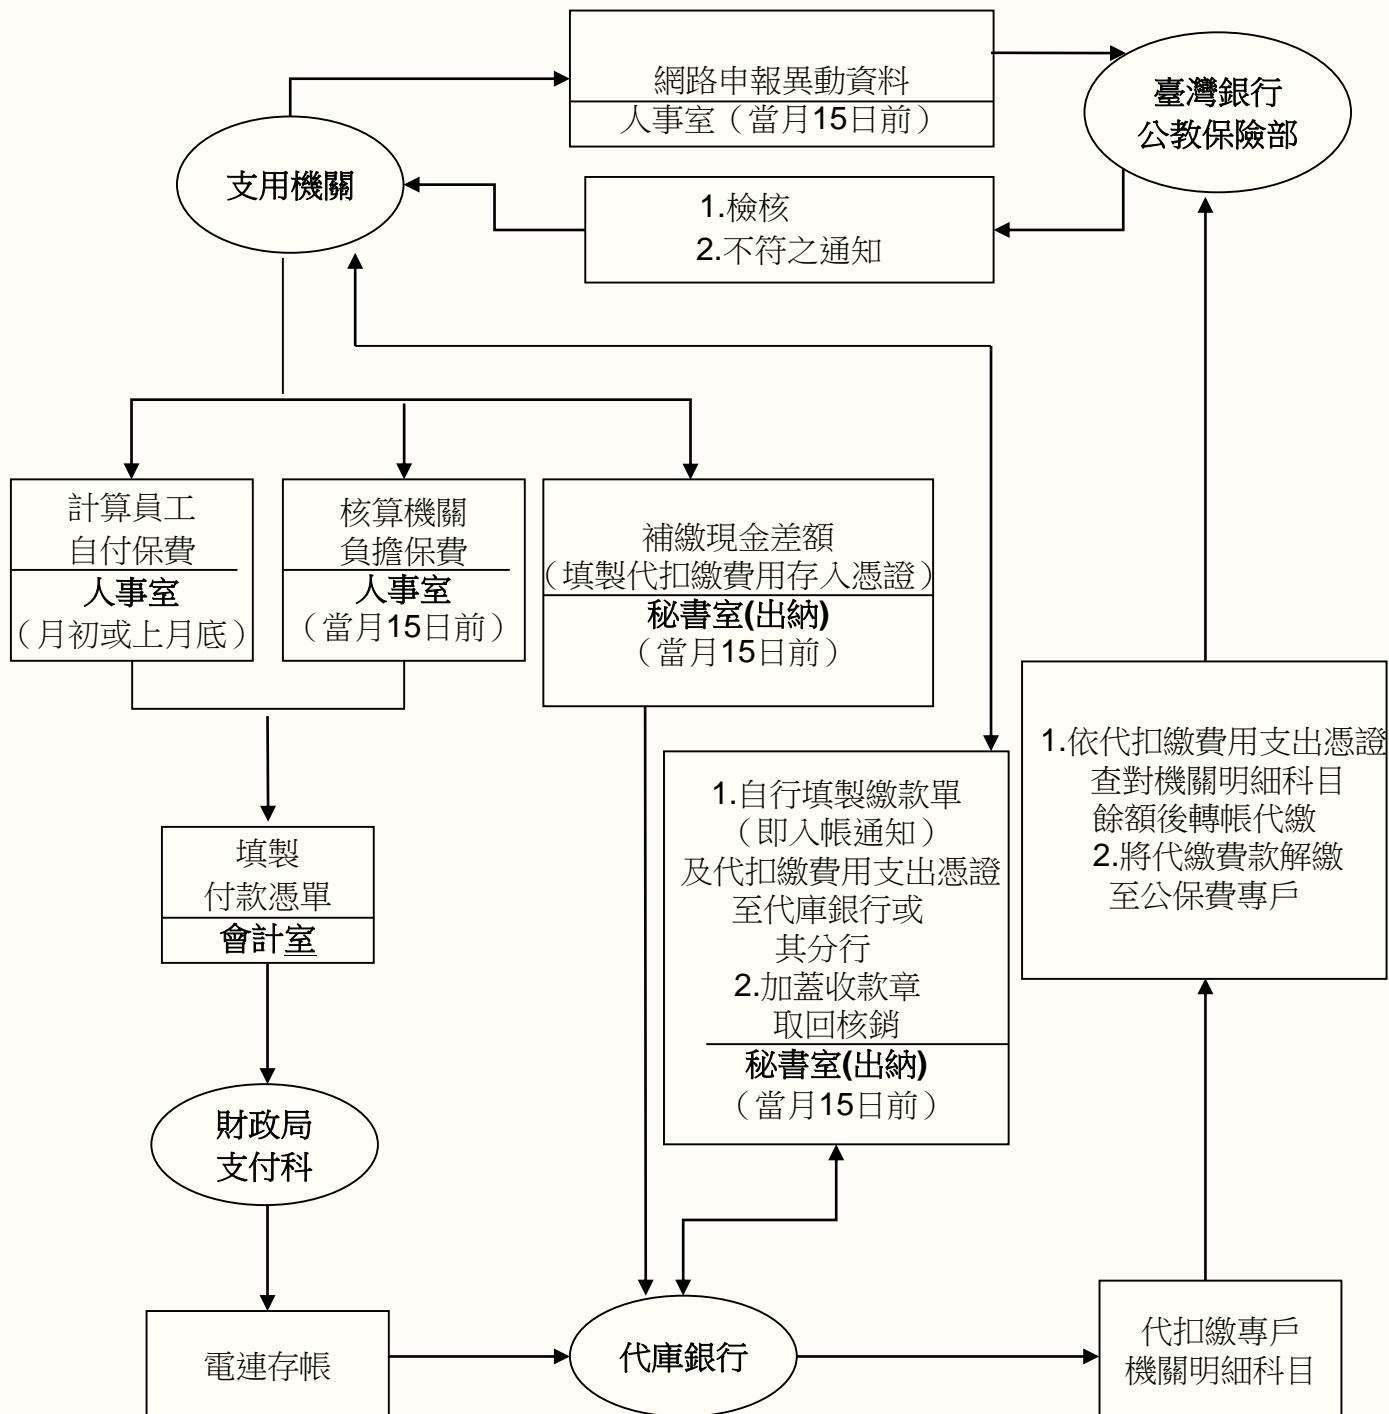 網路申報異動資料
人事室（當月15日前）
臺灣銀行
公教保險部
支用機關
1.檢核
2.不符之通知
計算員工
自付保費
人事室
（月初或上月底）
核算機關
負擔保費
人事室
（當月15日前）
補繳現金差額
（填製代扣繳費用存入憑證）
秘書室(出納)
（當月15日前）
1.依代扣繳費用支出憑證
查對機關明細科目
餘額後轉帳代繳
2.將代繳費款解繳
至公保費專戶
1.自行填製繳款單
（即入帳通知）
及代扣繳費用支出憑證
至代庫銀行或
其分行
2.加蓋收款章
取回核銷
秘書室(出納)
（當月15日前）
填製
付款憑單
會計室
財政局
支付科
電連存帳
代庫銀行
代扣繳專戶
機關明細科目